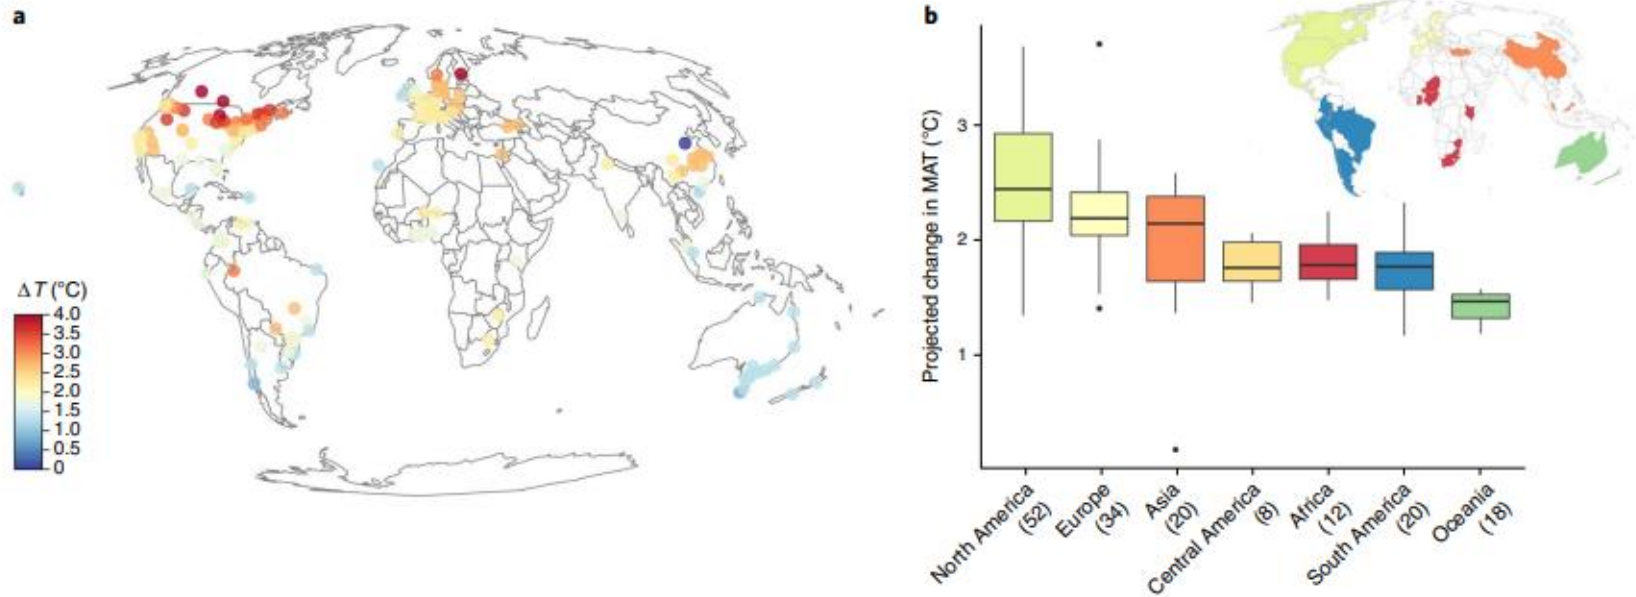 a
ΔT (°C)
4.0
3.5
3.0
2.5
2.0
1.5
1.0
0.5
0
b
Projected change in MAT (°C)
3
2
1
North America
(52)
Europe
(34)
Asia
(20)
Central America
(8)
Africa
(12)
South America
(20)
Oceania
(18)